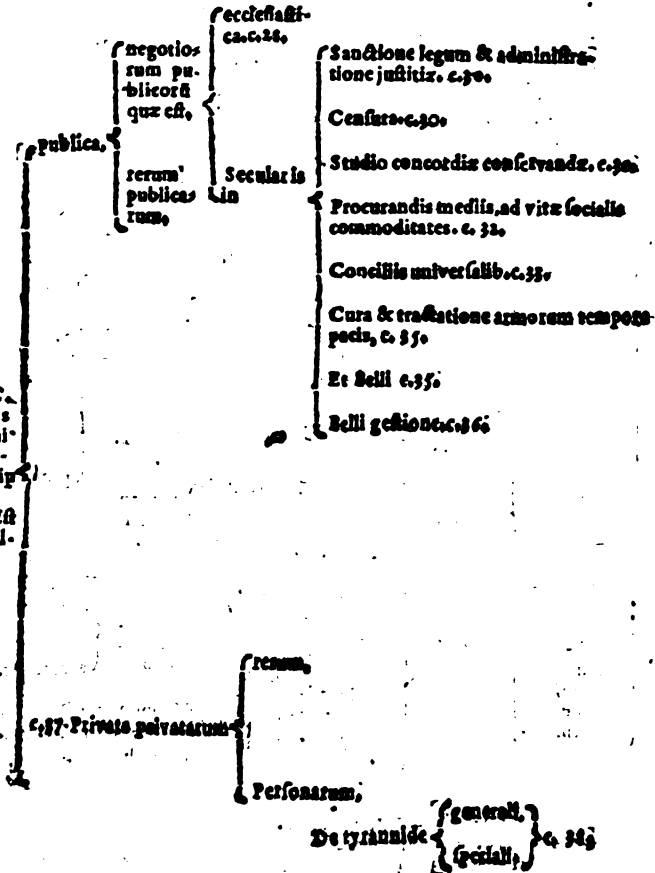 ecclesiasti-
ca.c.28.
negotio-
rum pu-
blicorũ
quæ est,
publica,
rerum
publica-
rum,
Secularis
in
Sanctione legum & administra-
tione justitiæ. c.30.
Censura.c.30.
Studio concordiæ conservandæ. c.
Procurandis mediis, ad vitæ socialis
commoditates. c. 32.
Conciliis universalib.c.33.
Cura & tractatione armorum tempore
pacis, c. 35.
Et Belli c.35.
Belli gestione.c.36.
ip
Est
rerum,
c.37. Privata privatarum
Personarum,
De tyrannide
generali,
speciali,
c. 38.